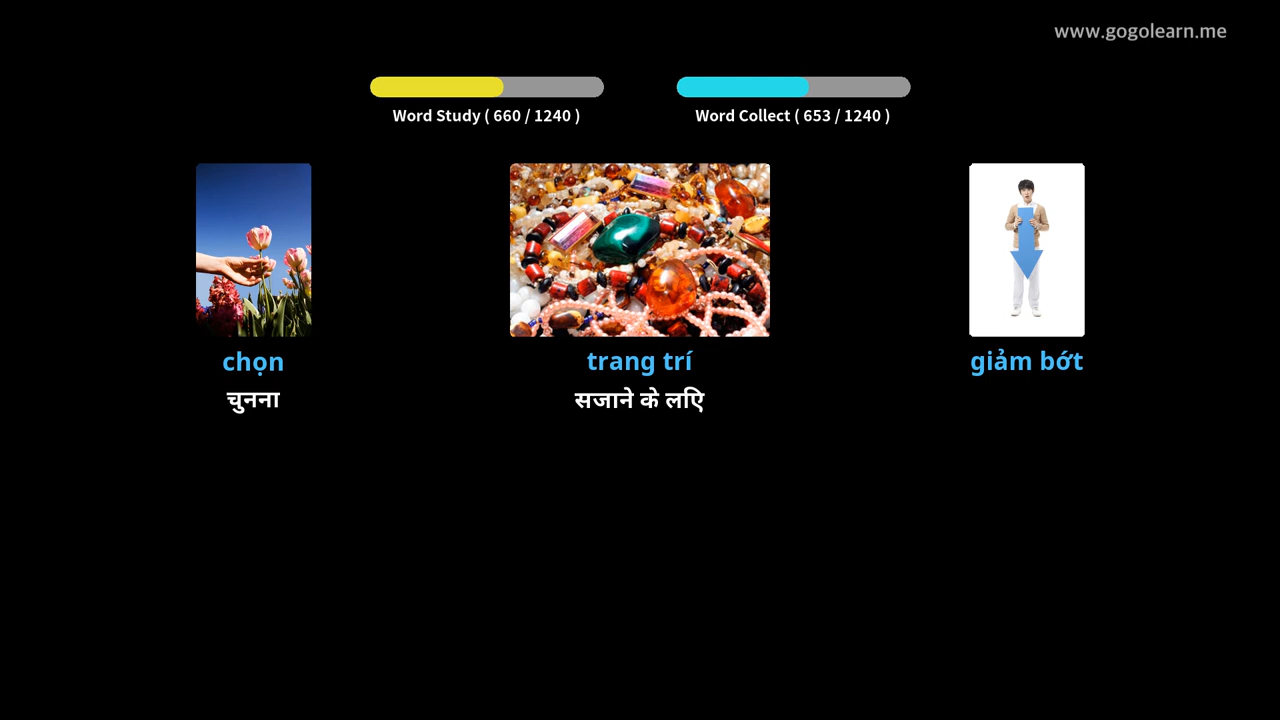 www.gogolearn.me
Word Study ( 660 / 1240 )
Word Collect ( 653 / 1240 )
chọn
trang trí
giảm bớt
चुनना
सजाने के लिए